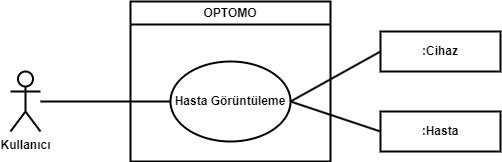 OPTOMO
:Cihaz
Hasta Görüntüleme
:Hasta
Kullanıcı